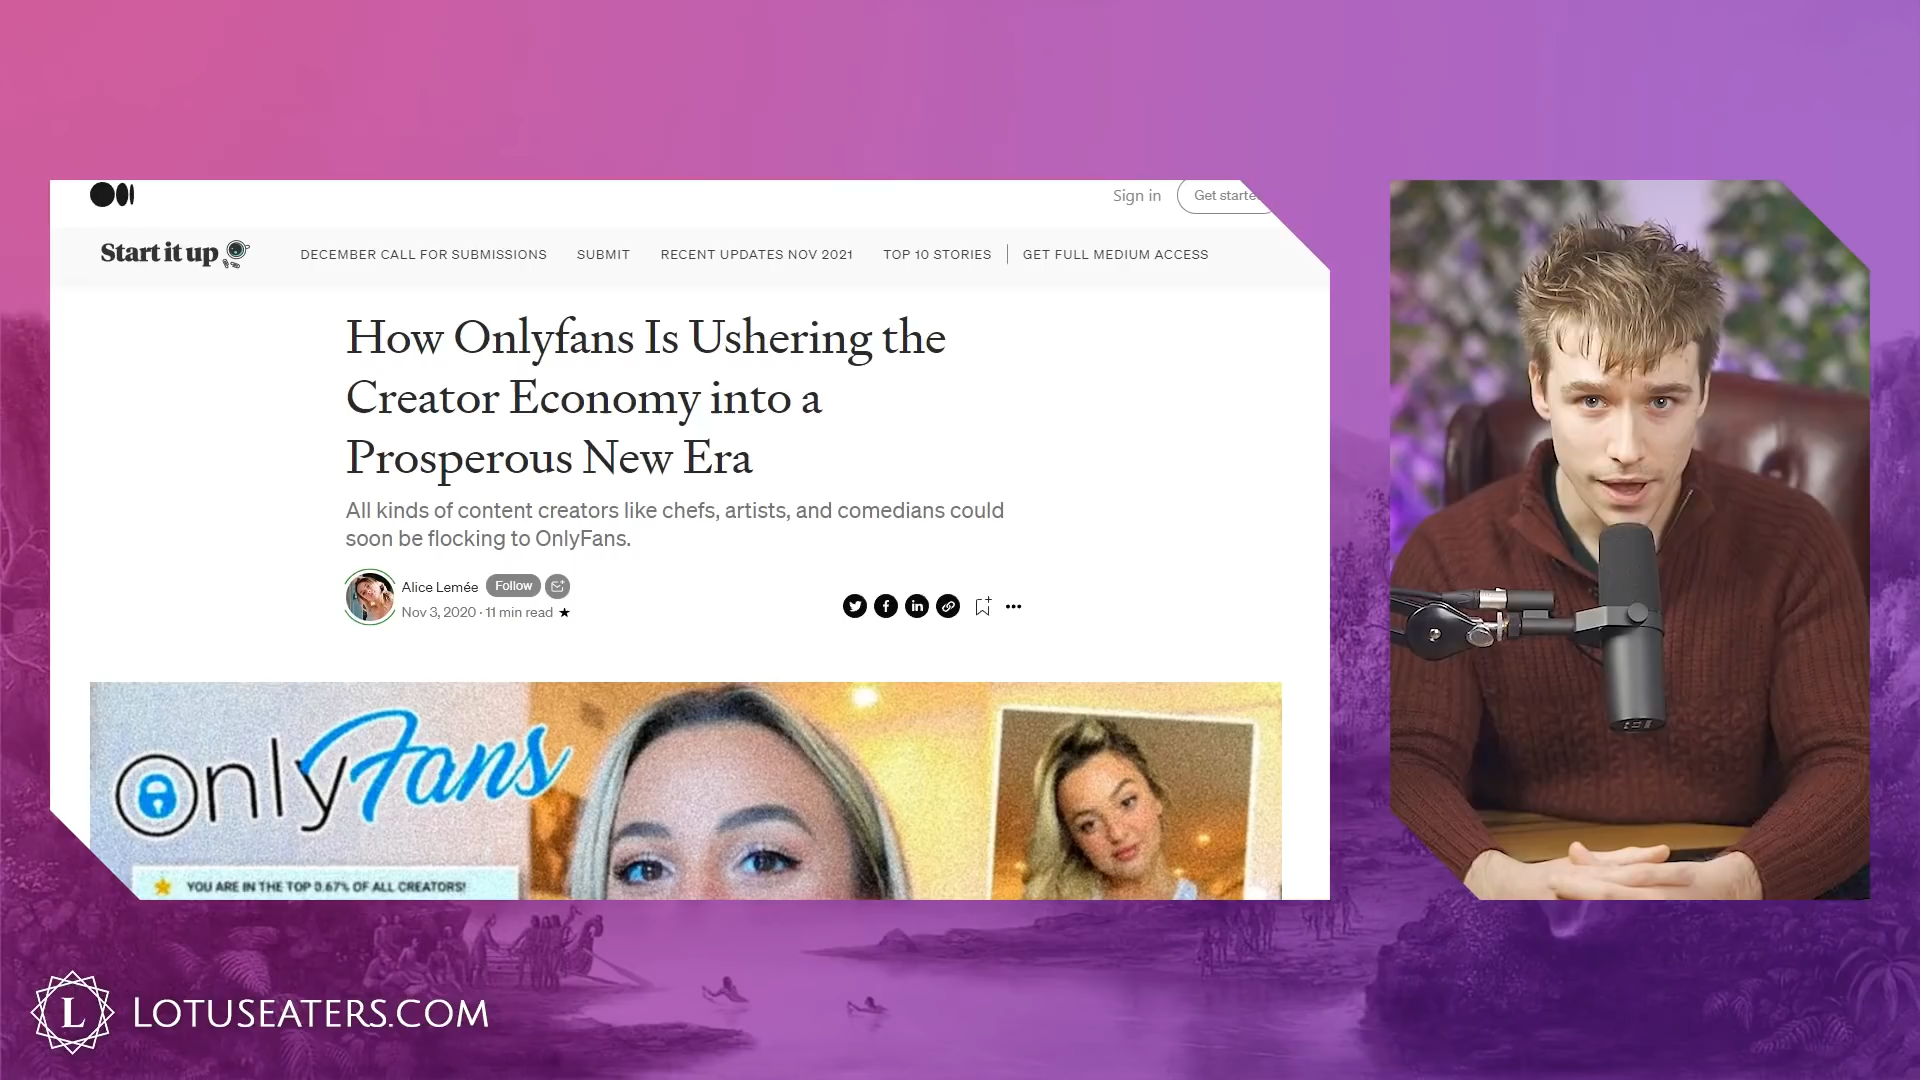 Sign in
Get starte
Start it up
DECEMBER CALL FOR SUBMISSIONS SUBMIT RECENT UPDATES NOV 2021 TOP 10 STORIES GET FULL MEDIUM ACCESS
How Onlyfans Is Ushering the
Creator Economy into a
Prosperous New Era
All kinds of content creators like chefs, artists, and comedians could
soon be flocking to OnlyFans.
Alice Lemée Follow
Nov 3, 2020 · 11 min read ★
OnlyFans
YOU ARE IN THE TOP 0.67% OF ALL CREATORS!
L LOTUSEATERS.COM